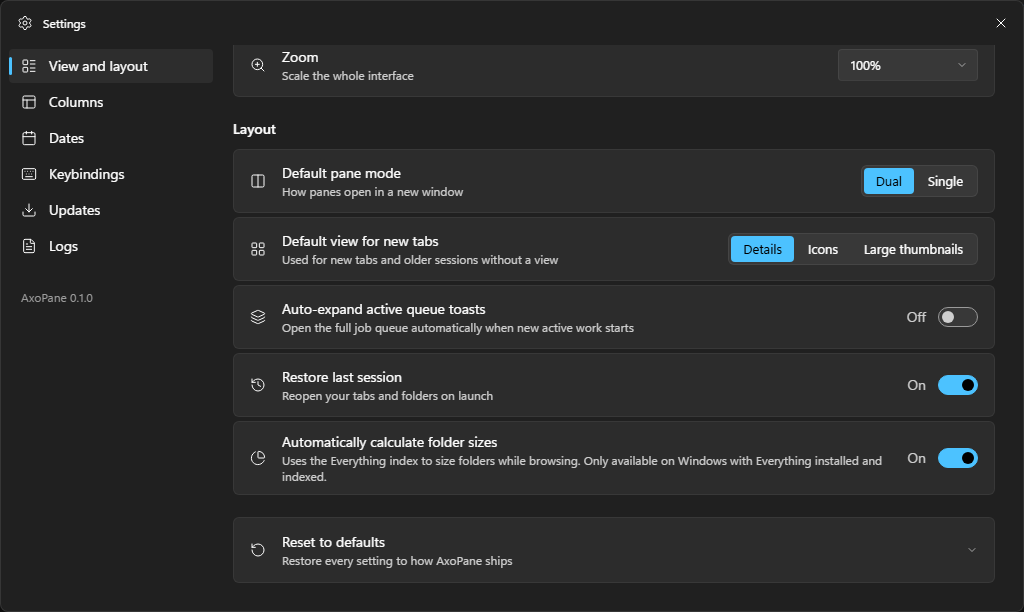 Settings
View and layout
Columns
Dates
Keybindings
Updates
Logs
AxoPane 0.1.0
Zoom
Scale the whole interface
100%
Layout
Default pane mode
How panes open in a new window
Dual
Single
Default view for new tabs
Used for new tabs and older sessions without a view
Details
Icons
Large thumbnails
Auto-expand active queue toasts
Open the full job queue automatically when new active work starts
Off
Restore last session
Reopen your tabs and folders on launch
On
Automatically calculate folder sizes
Uses the Everything index to size folders while browsing. Only available on Windows with Everything installed and
indexed.
On
Reset to defaults
Restore every setting to how AxoPane ships